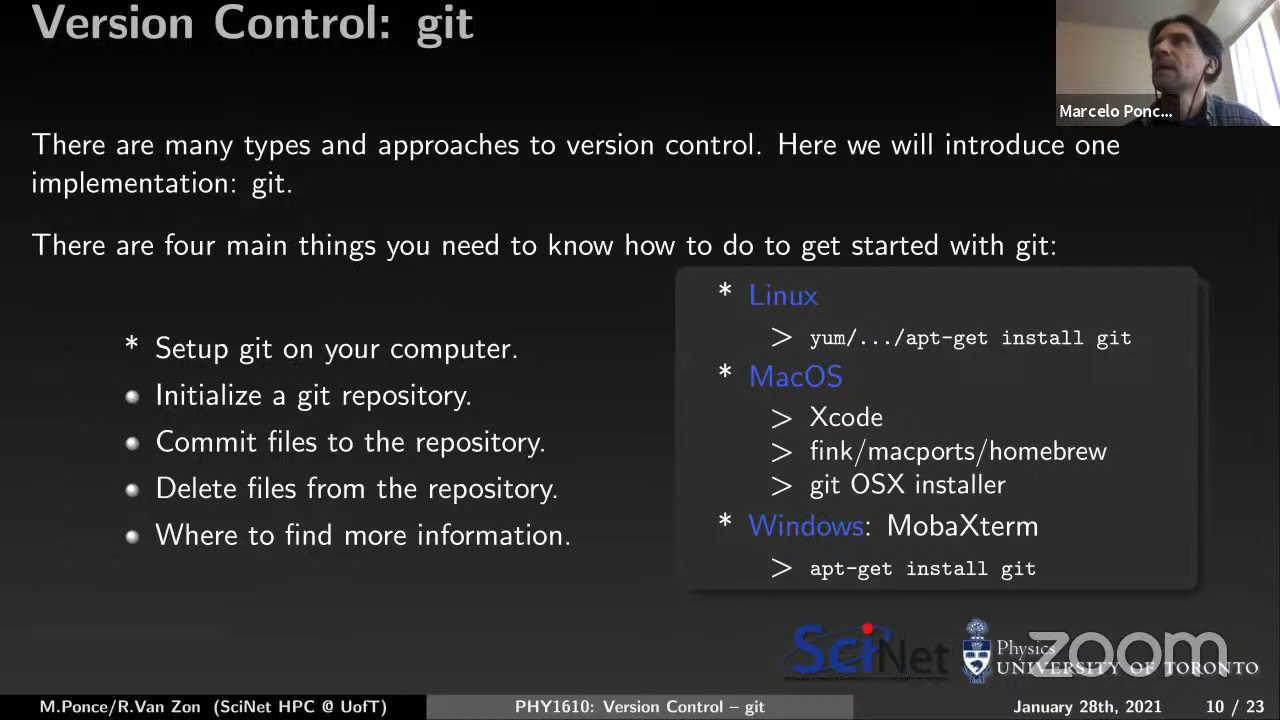 Version Control: git
Marcelo Ponc...
There are many types and approaches to version control. Here we will introduce one
implementation: git.
There are four main things you need to know how to do to get started with git:
* Setup git on your computer.
Initialize a git repository.
Commit files to the repository.
Delete files from the repository.
Where to find more information.
* Linux
> yum/.../apt-get install git
* MacOS
> Xcode
> fink/macports/homebrew
> git OSX installer
* Windows: MobaXterm
> apt-get install git
SciNet
Physics
UNIVERSITY OF TORONTO
zoom
M.Ponce/R.Van Zon (SciNet HPC @ UofT)
PHY1610: Version Control – git
January 28th, 2021
10 / 23